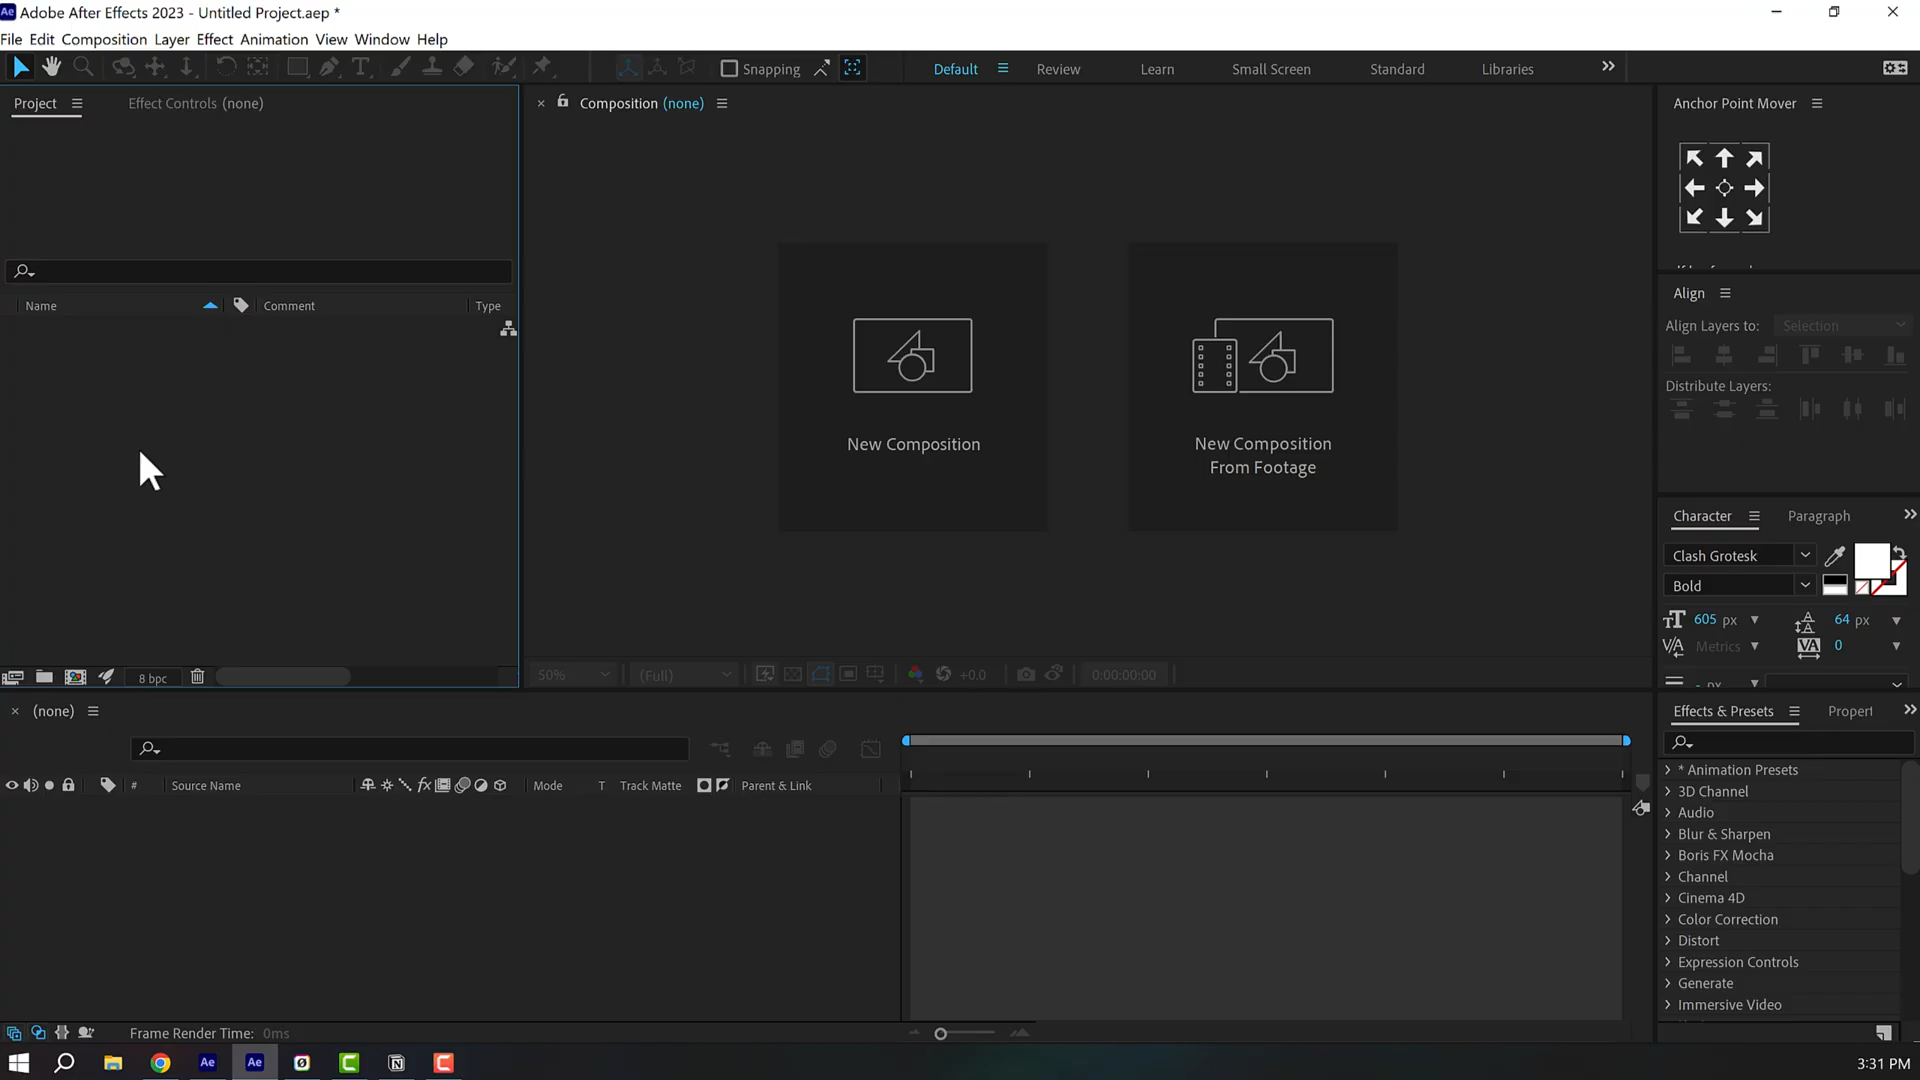 Adobe After Effects 2023 - Untitled Project.aep *
File Edit Composition Layer Effect Animation View Window Help
Snapping
Default Review Learn Small Screen Standard Libraries
Project Effect Controls (none)
Composition (none)
Anchor Point Mover
Name Comment Type
New Composition
New Composition
From Footage
Align
Align Layers to: Selection
Distribute Layers:
Character Paragraph
Clash Grotesk
Bold
605 px 64 px
Metrics 0
px
8 bpc
50% (Full) +0.0 0:00:00:00
(none)
# Source Name Mode T Track Matte Parent & Link
Effects & Presets
* Animation Presets
3D Channel
Audio
Blur & Sharpen
Boris FX Mocha
Channel
Cinema 4D
Color Correction
Distort
Expression Controls
Generate
Immersive Video
Frame Render Time: 0ms
3:31 PM